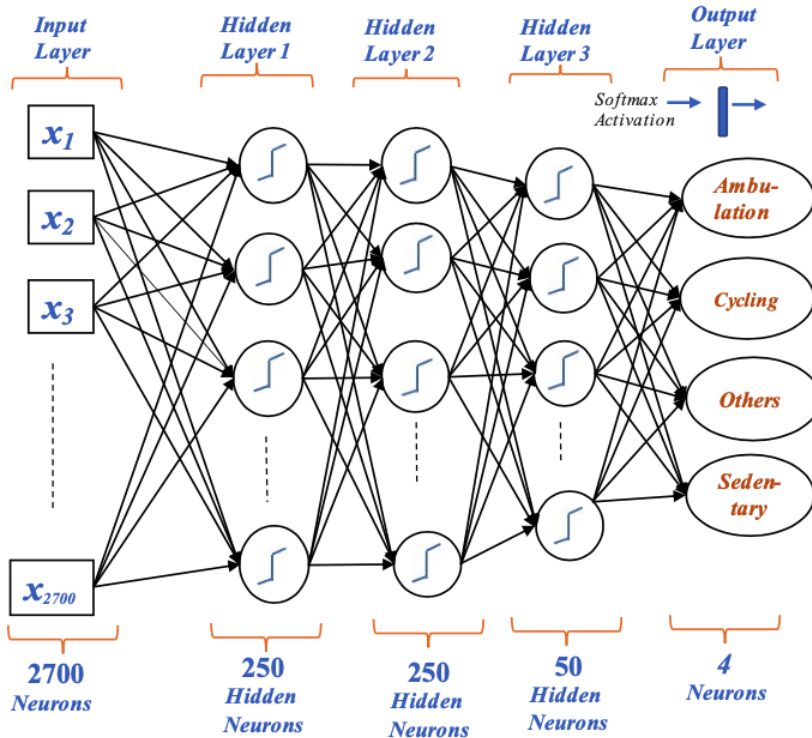 Input
Layer
Hidden
Layer 1
Hidden
Layer 2
Hidden
Layer 3
Output
Layer
Softmax
Activation
x1
x2
x3
x2700
Ambu-
lation
Cycling
Others
Seden-
tary
2700
Neurons
250
Hidden
Neurons
250
Hidden
Neurons
50
Hidden
Neurons
4
Neurons